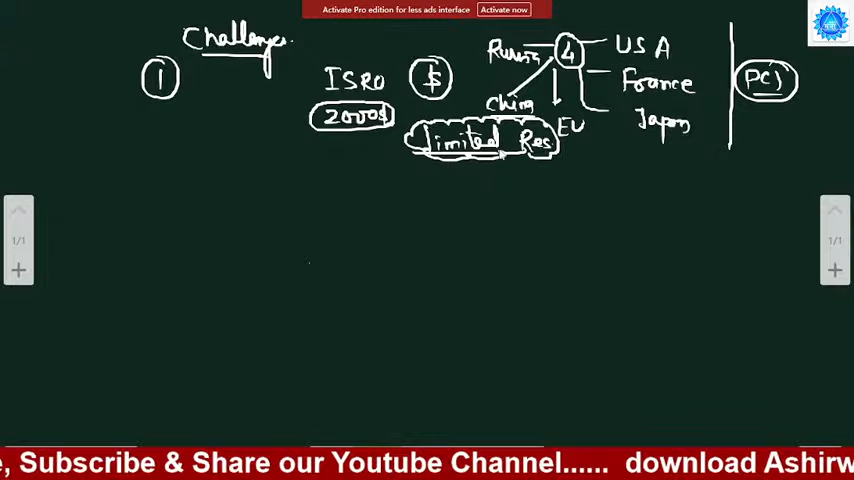 Activate Pro edition for less ads interface Activate now
Challenges.
1 ISRO $ Russia 4 USA
France PCI
2000$ China EU Japan
limited Res.
1/1 1/1
e, Subscribe & Share our Youtube Channel...... download Ashirw